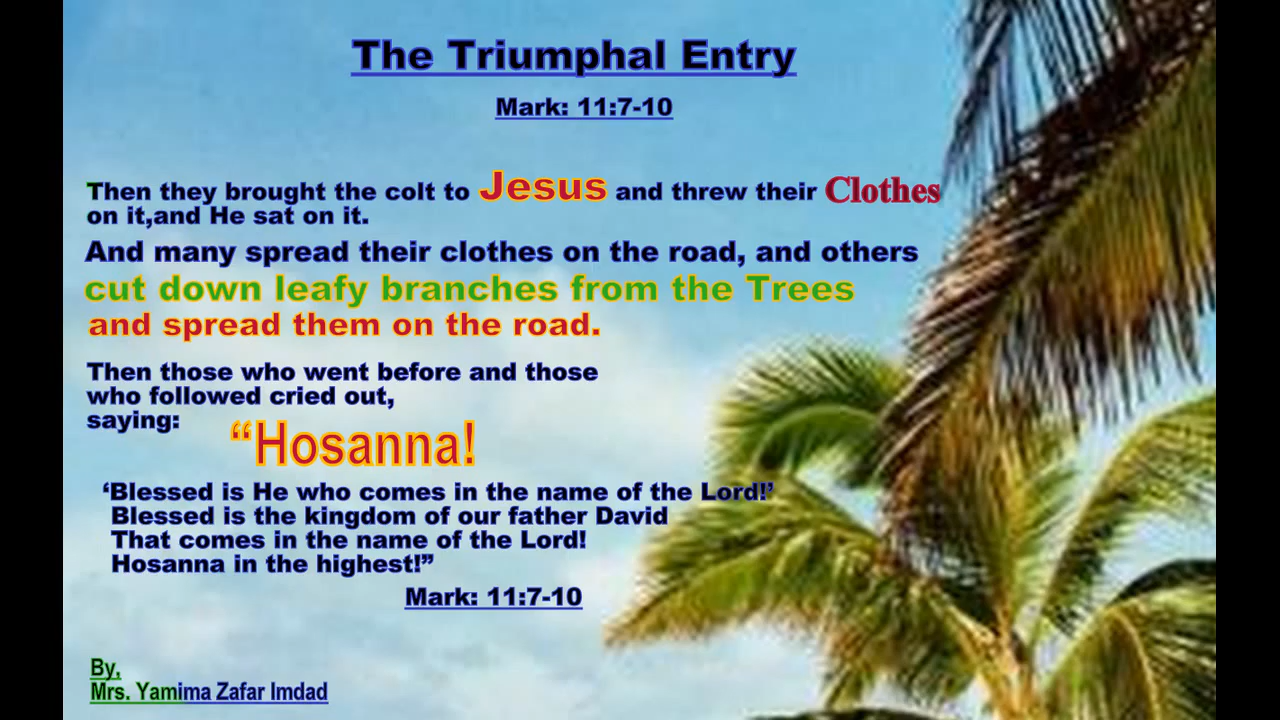 The Triumphal Entry
Mark: 11:7-10
Then they brought the colt to Jesus and threw their Clothes
on it,and He sat on it.
And many spread their clothes on the road, and others
cut down leafy branches from the Trees
and spread them on the road.
Then those who went before and those
who followed cried out,
saying:
“Hosanna!
‘Blessed is He who comes in the name of the Lord!’
Blessed is the kingdom of our father David
That comes in the name of the Lord!
Hosanna in the highest!”
Mark: 11:7-10
By,
Mrs. Yamima Zafar Imdad